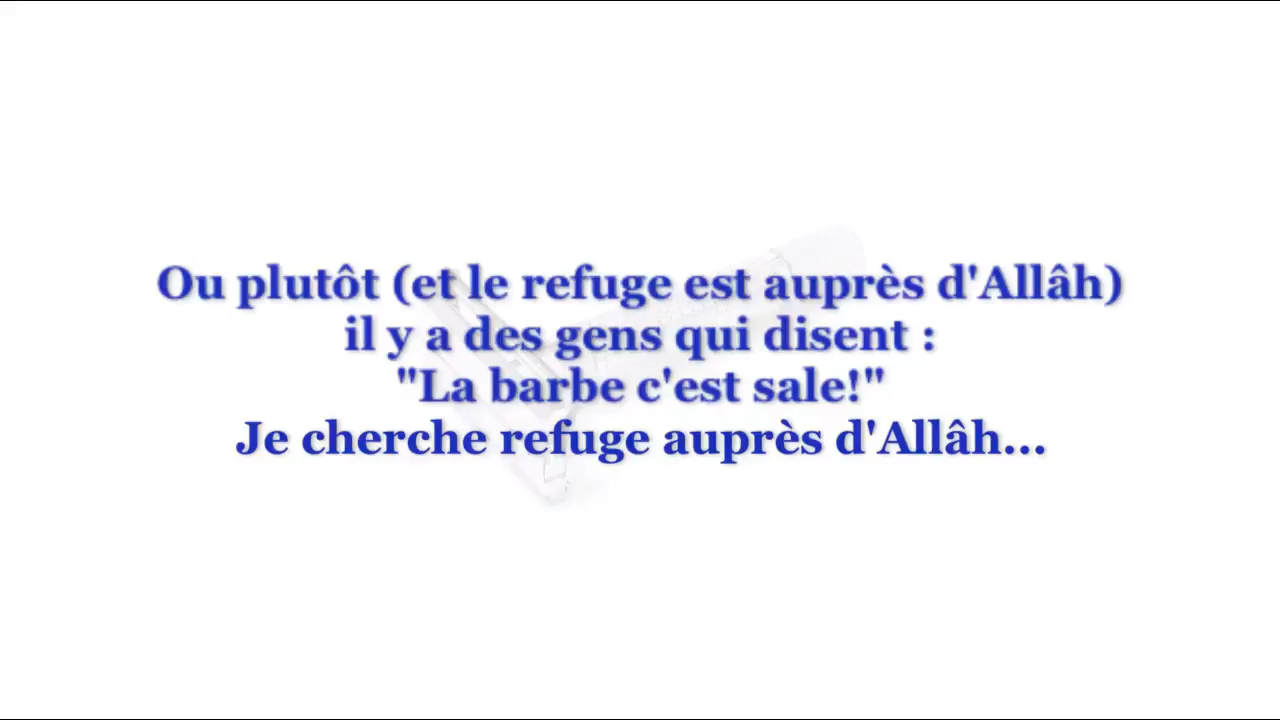 Ou plutôt (et le refuge est auprès d'Allâh)
il y a des gens qui disent :
"La barbe c'est sale!"
Je cherche refuge auprès d'Allâh...